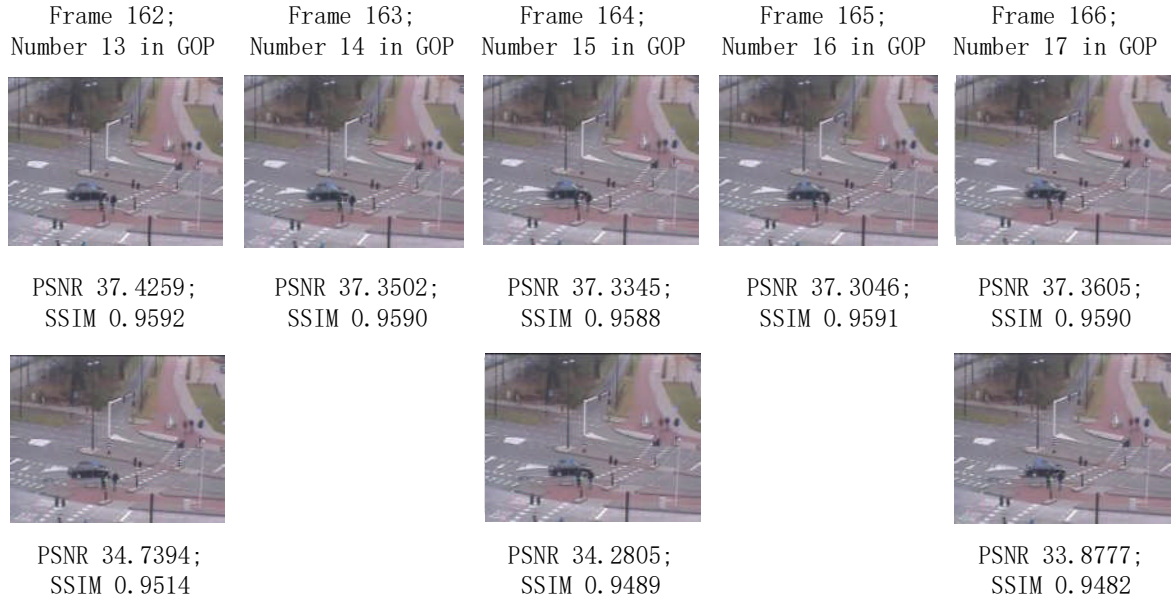 Frame 162;
Number 13 in GOP
Frame 163;
Number 14 in GOP
Frame 164;
Number 15 in GOP
Frame 165;
Number 16 in GOP
Frame 166;
Number 17 in GOP
PSNR 37.4259;
SSIM 0.9592
PSNR 37.3502;
SSIM 0.9590
PSNR 37.3345;
SSIM 0.9588
PSNR 37.3046;
SSIM 0.9591
PSNR 37.3605;
SSIM 0.9590
PSNR 34.7394;
SSIM 0.9514
PSNR 34.2805;
SSIM 0.9489
PSNR 33.8777;
SSIM 0.9482